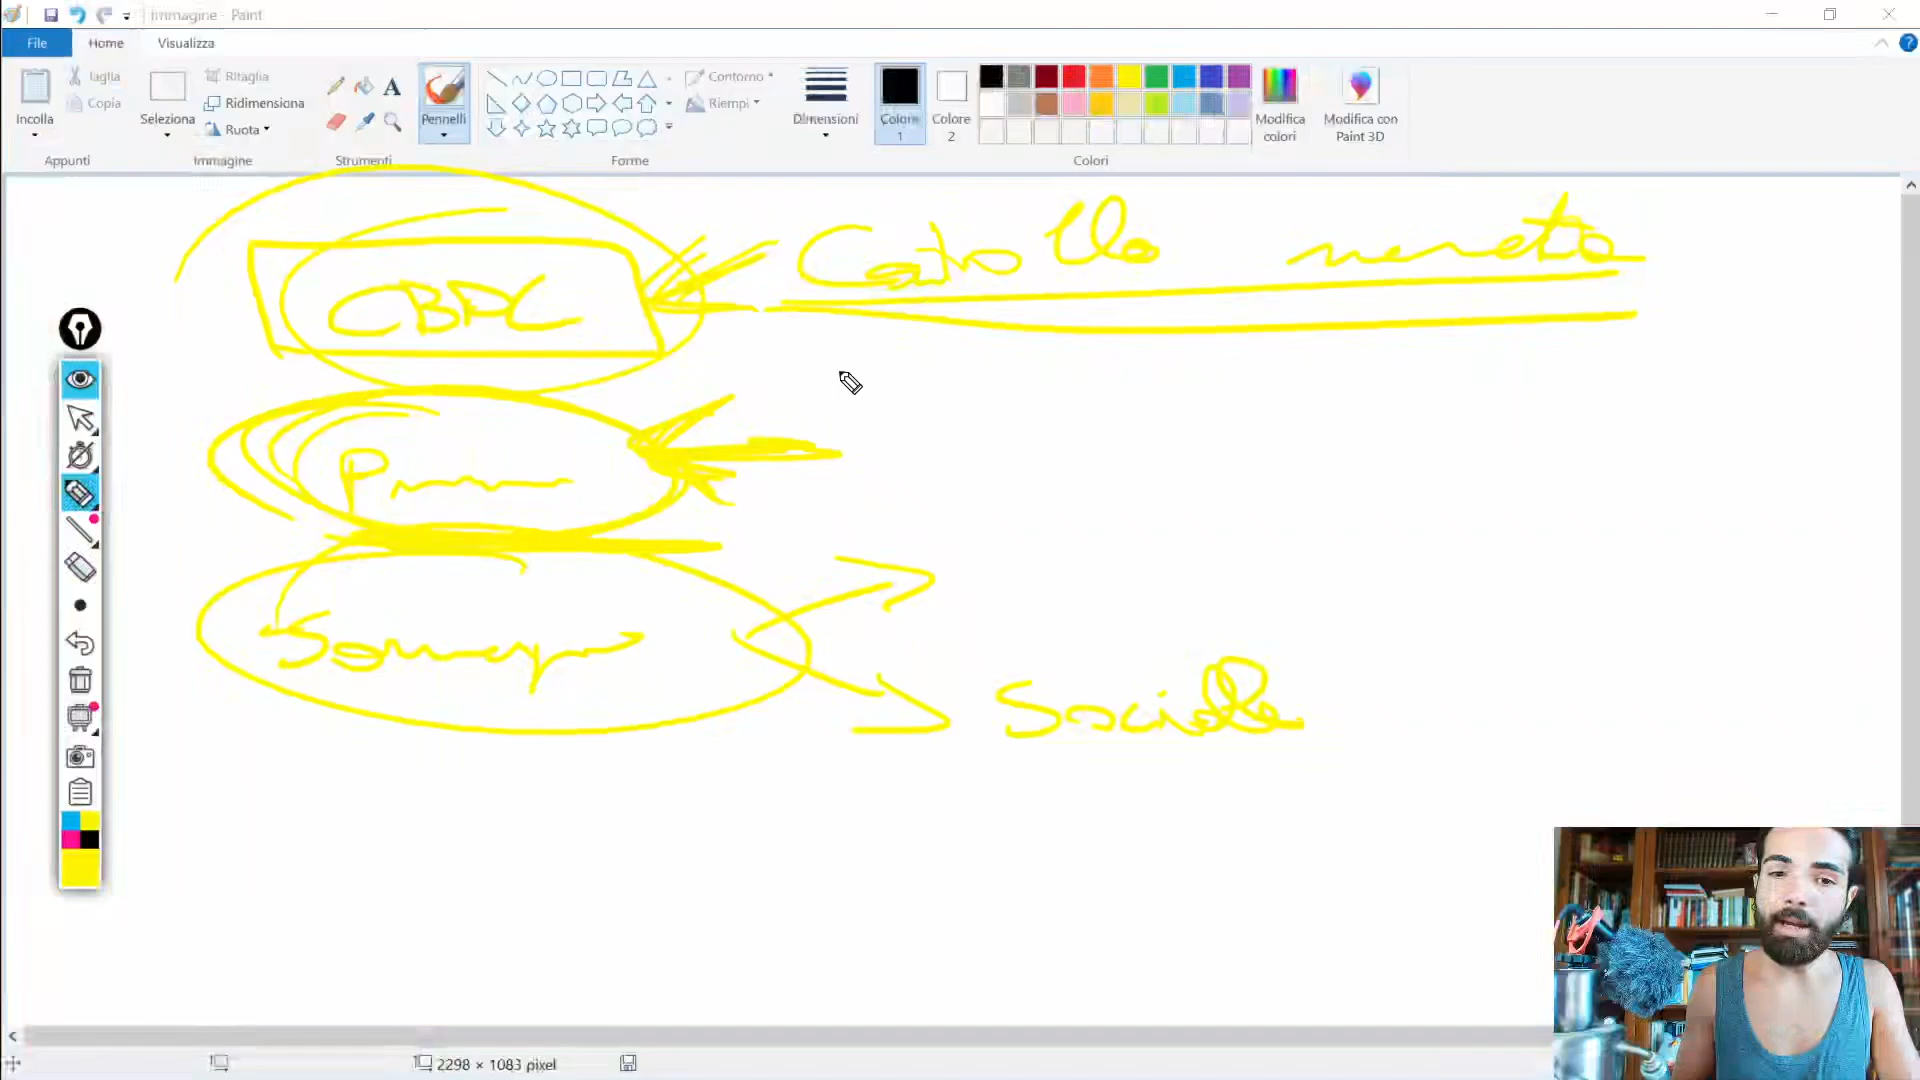 Immagine - Paint
File Home Visualizza
Incolla
Taglia
Copia
Appunti
Seleziona
Ritaglia
Ridimensiona
Ruota
Immagine
Pennelli
Strumenti
Contorno
Riempi
Forme
Dimensioni
Colore 1
Colore 2
Colori
Modifica colori
Modifica con Paint 3D
CBDC
Sociale
2298 × 1083 pixel